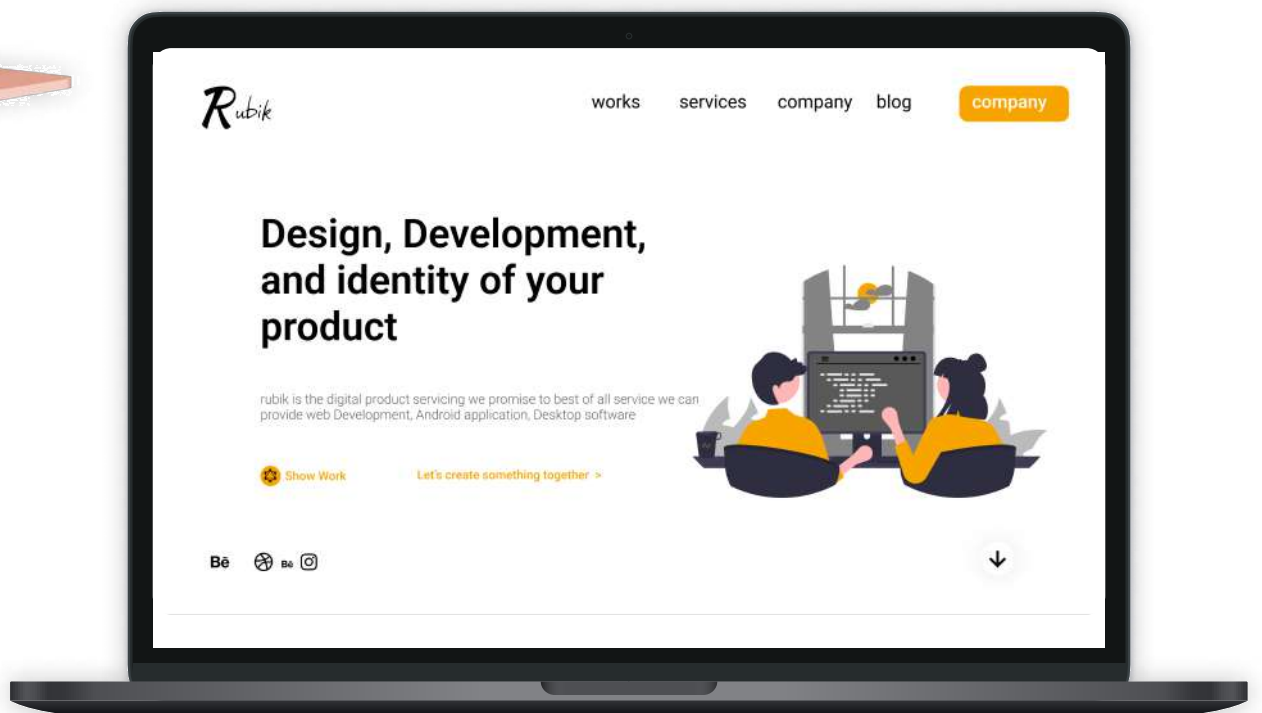 Rubik
works services company blog company
Design, Development,
and identity of your
product
rubik is the digital product servicing we promise to best of all service we can
provide web Development, Android application, Desktop software
Show Work Let's create something together >
Bē Bē